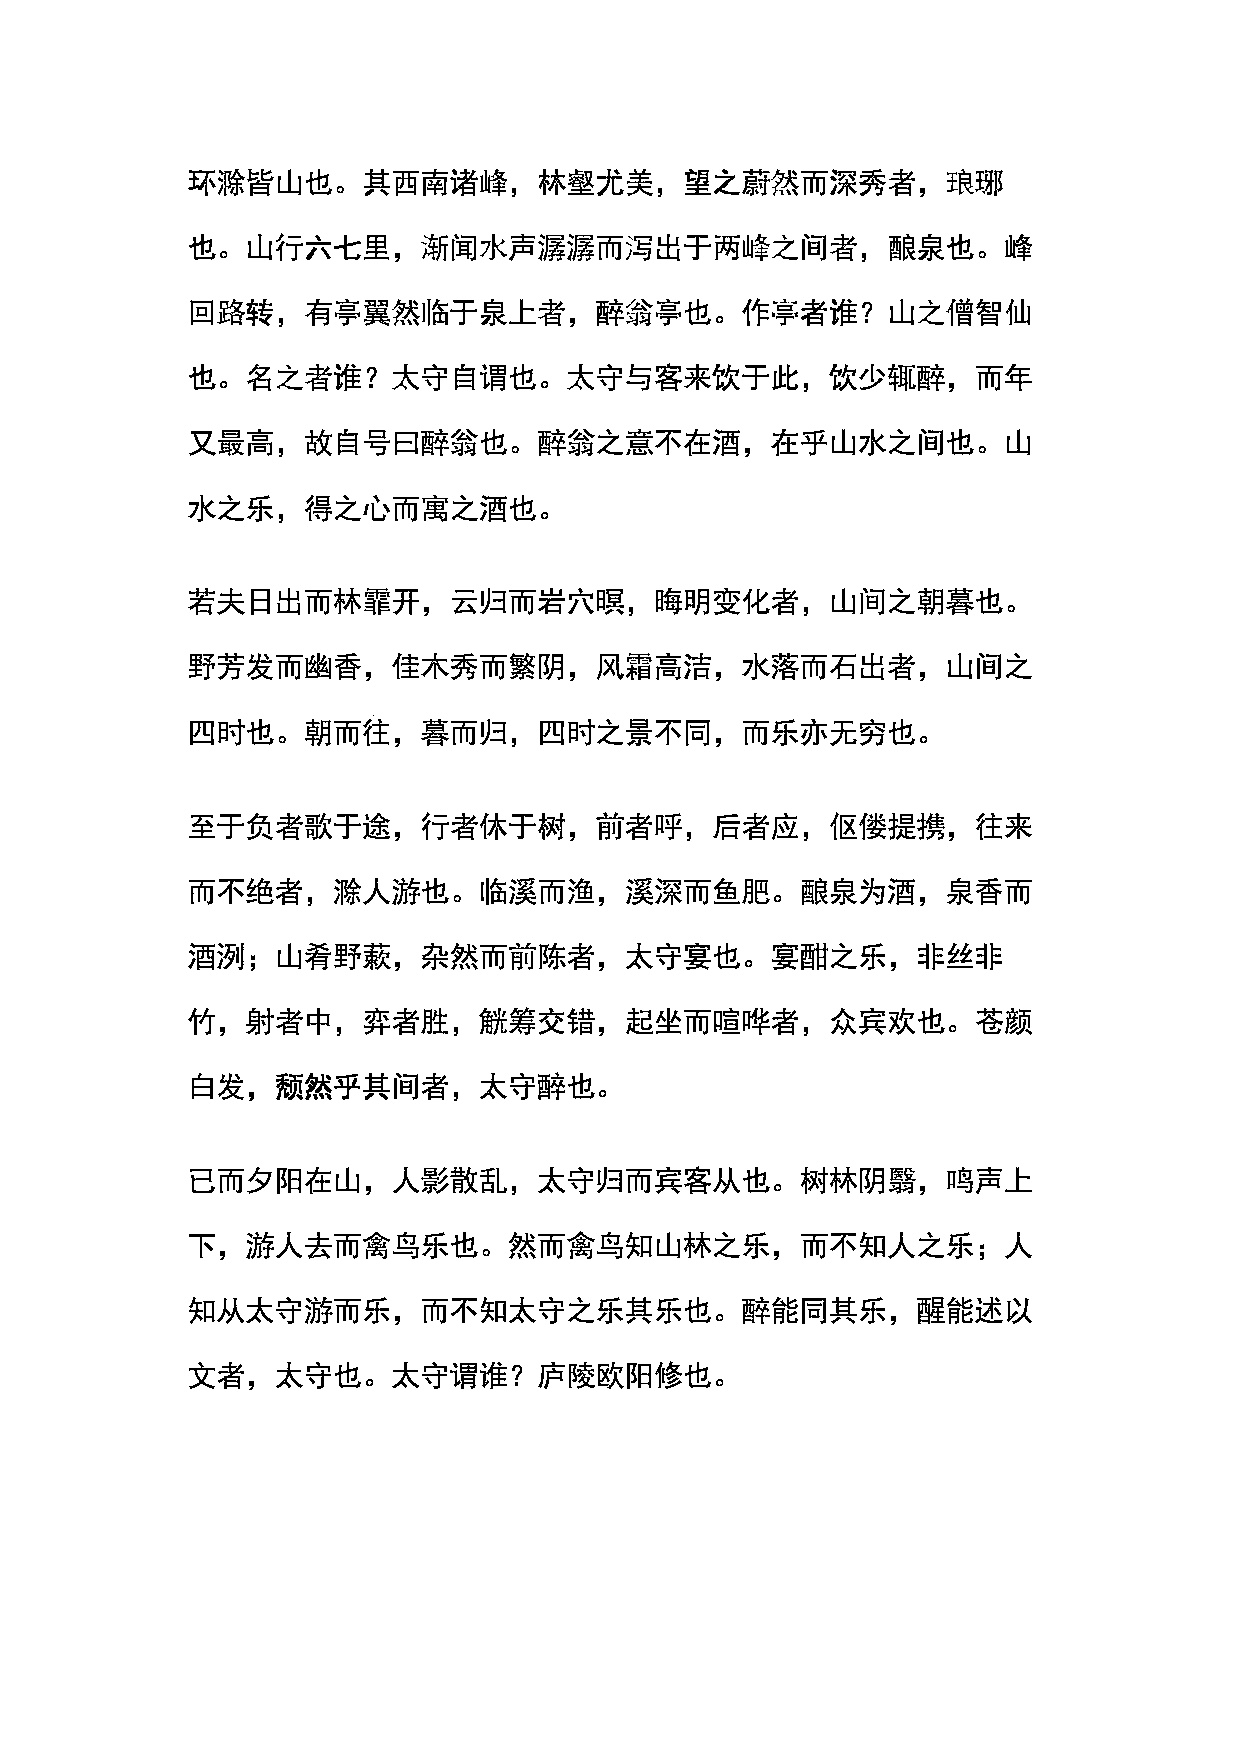 环滁皆山也。其西南诸峰，林壑尤美，望之蔚然而深秀者，琅琊
也。山行六七里，渐闻水声潺潺而泻出于两峰之间者，酿泉也。峰
回路转，有亭翼然临于泉上者，醉翁亭也。作亭者谁？山之僧智仙
也。名之者谁？太守自谓也。太守与客来饮于此，饮少辄醉，而年
又最高，故自号曰醉翁也。醉翁之意不在酒，在乎山水之间也。山
水之乐，得之心而寓之酒也。
若夫日出而林霏开，云归而岩穴暝，晦明变化者，山间之朝暮也。
野芳发而幽香，佳木秀而繁阴，风霜高洁，水落而石出者，山间之
四时也。朝而往，暮而归，四时之景不同，而乐亦无穷也。
至于负者歌于途，行者休于树，前者呼，后者应，伛偻提携，往来
而不绝者，滁人游也。临溪而渔，溪深而鱼肥。酿泉为酒，泉香而
酒洌；山肴野蔌，杂然而前陈者，太守宴也。宴酣之乐，非丝非
竹，射者中，弈者胜，觥筹交错，起坐而喧哗者，众宾欢也。苍颜
白发，颓然乎其间者，太守醉也。
已而夕阳在山，人影散乱，太守归而宾客从也。树林阴翳，鸣声上
下，游人去而禽鸟乐也。然而禽鸟知山林之乐，而不知人之乐；人
知从太守游而乐，而不知太守之乐其乐也。醉能同其乐，醒能述以
文者，太守也。太守谓谁？庐陵欧阳修也。